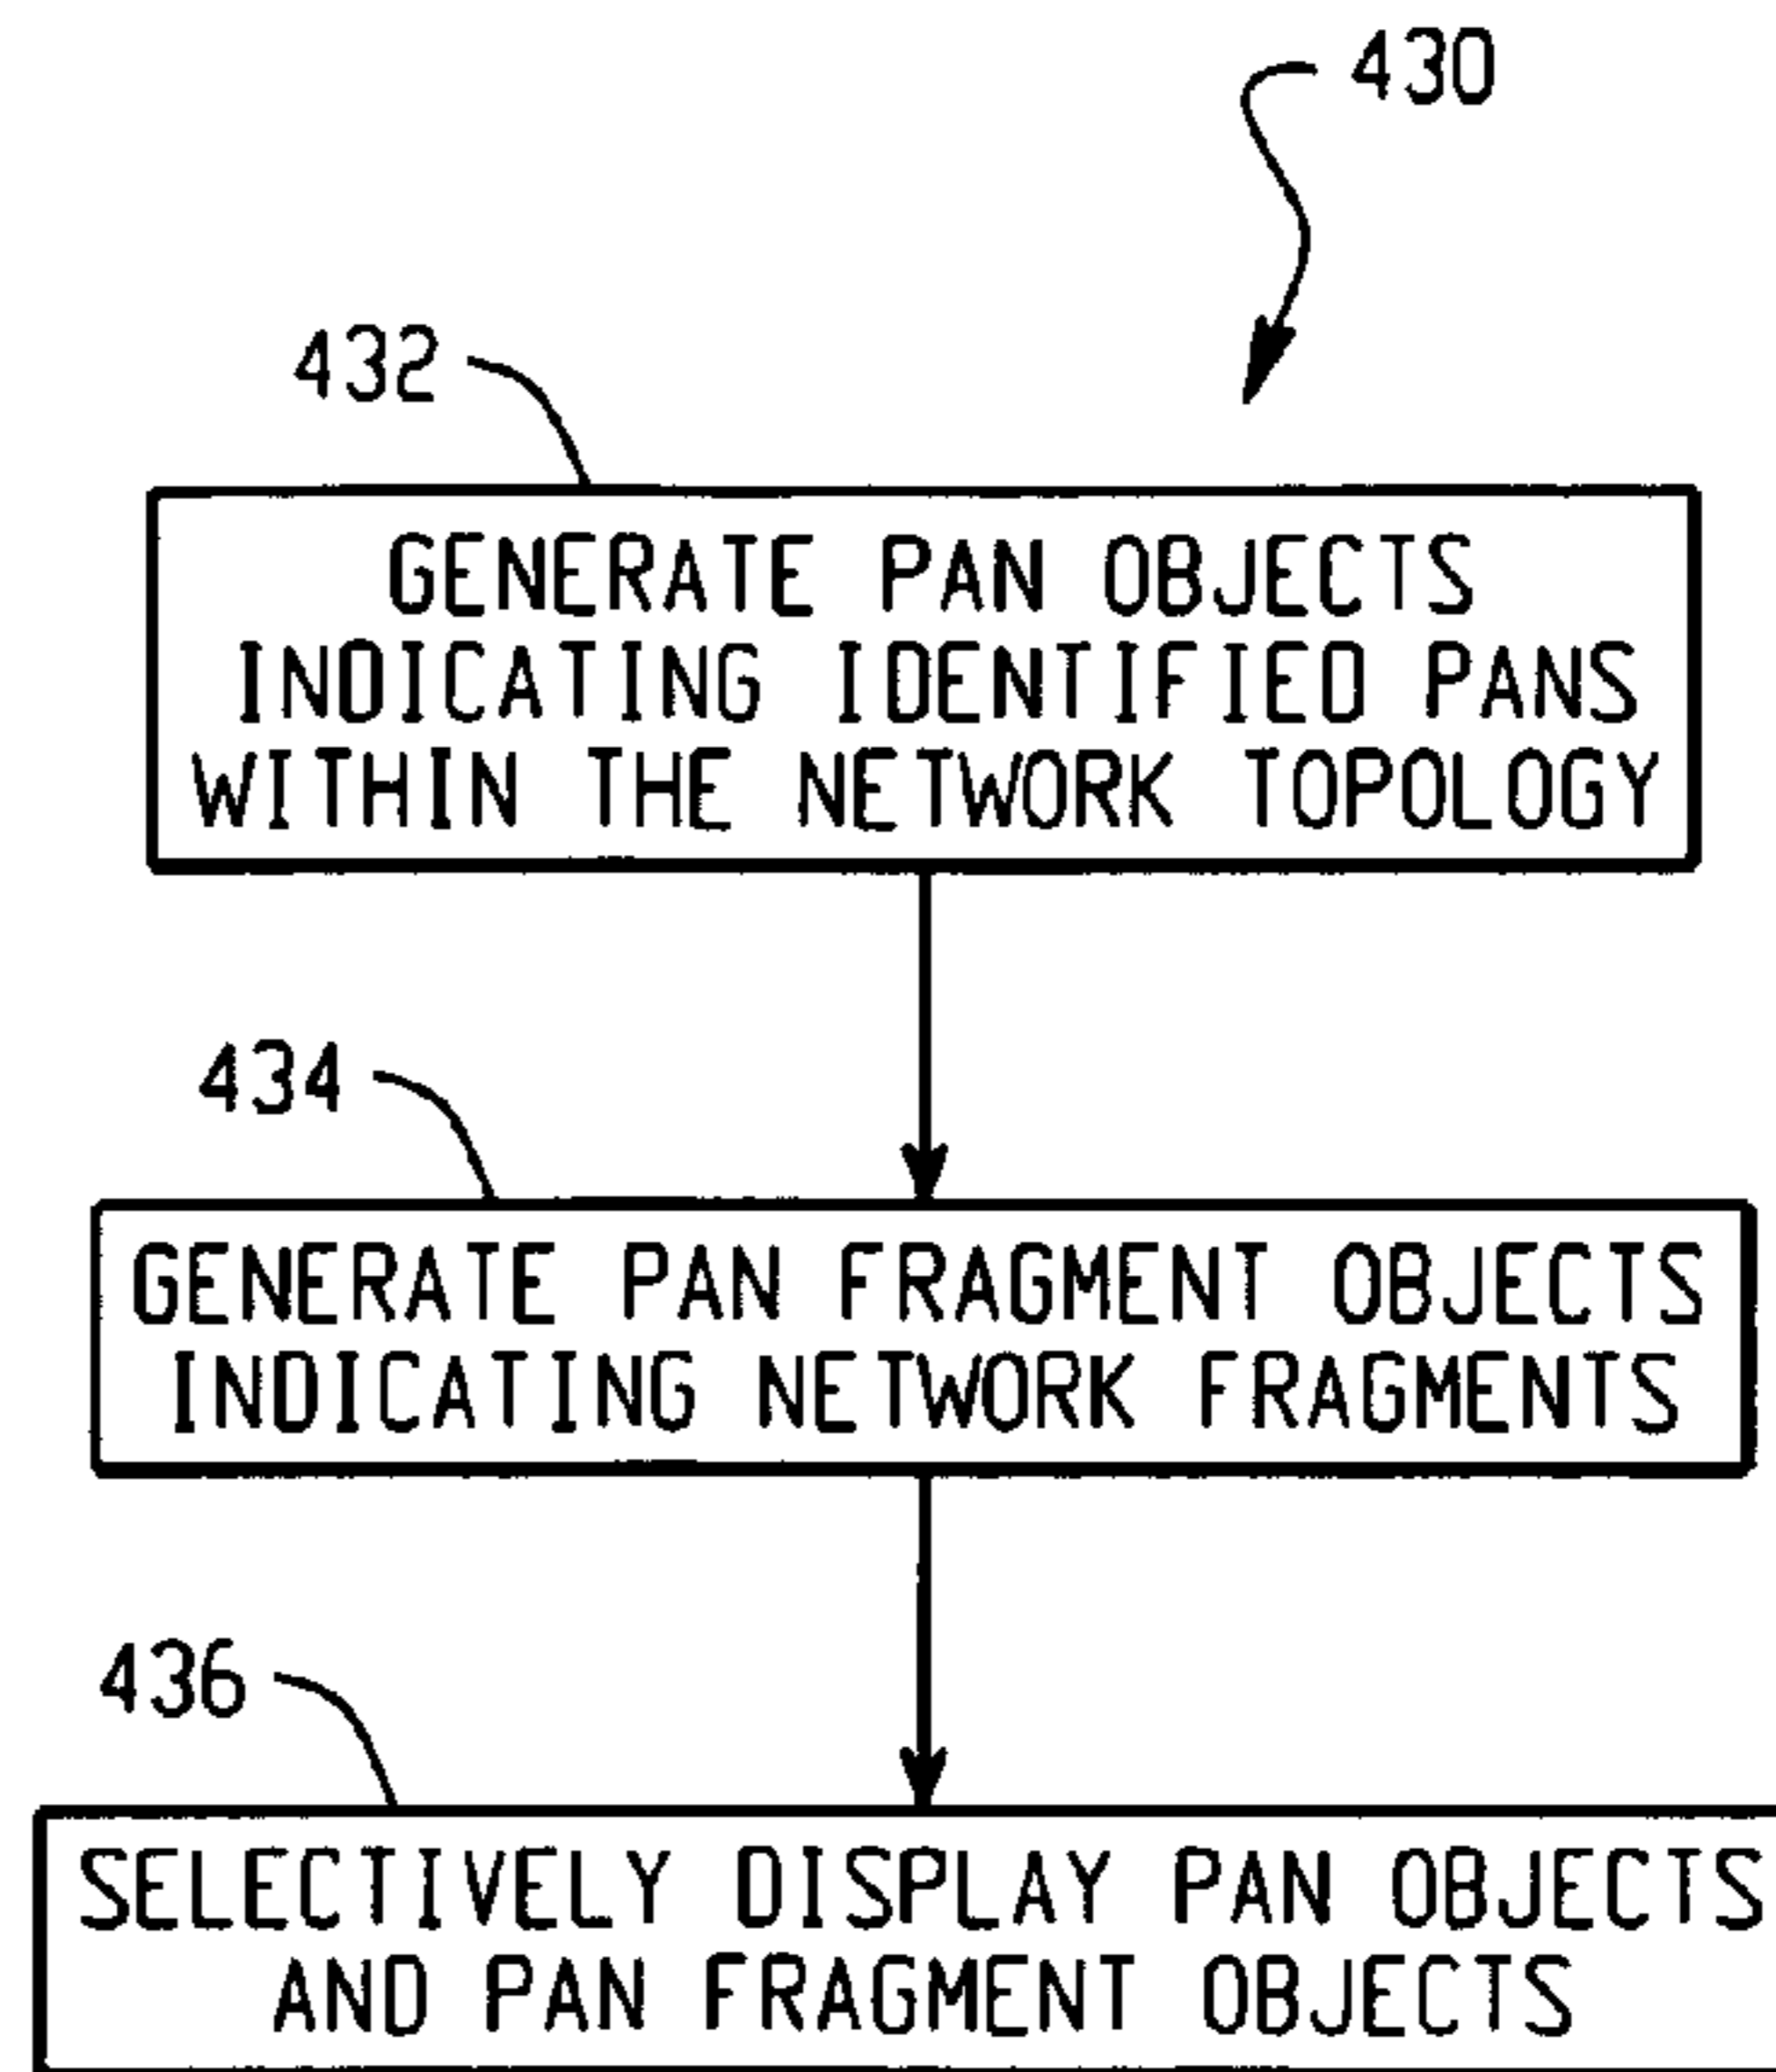 430
432
GENERATE PAN OBJECTS
INDICATING IDENTIFIED PANS
WITHIN THE NETWORK TOPOLOGY
434
GENERATE PAN FRAGMENT OBJECTS
INDICATING NETWORK FRAGMENTS
436
SELECTIVELY DISPLAY PAN OBJECTS
AND PAN FRAGMENT OBJECTS